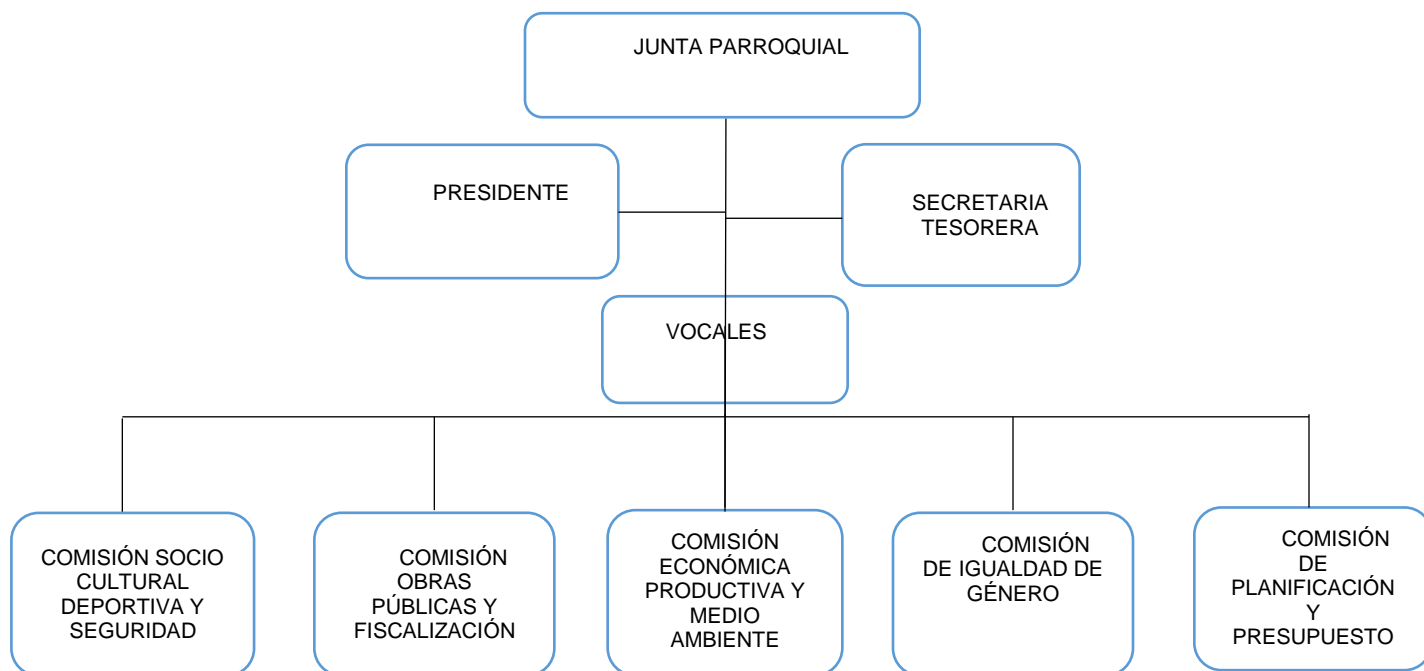 JUNTA PARROQUIAL
PRESIDENTE
SECRETARIA
TESORERA
VOCALES
COMISIÓN SOCIO
CULTURAL
DEPORTIVA Y
SEGURIDAD
COMISIÓN
OBRAS
PÚBLICAS Y
FISCALIZACIÓN
COMISIÓN
ECONÓMICA
PRODUCTIVA Y
MEDIO
AMBIENTE
COMISIÓN
DE IGUALDAD DE
GÉNERO
COMISIÓN
DE
PLANIFICACIÓN
Y
PRESUPUESTO